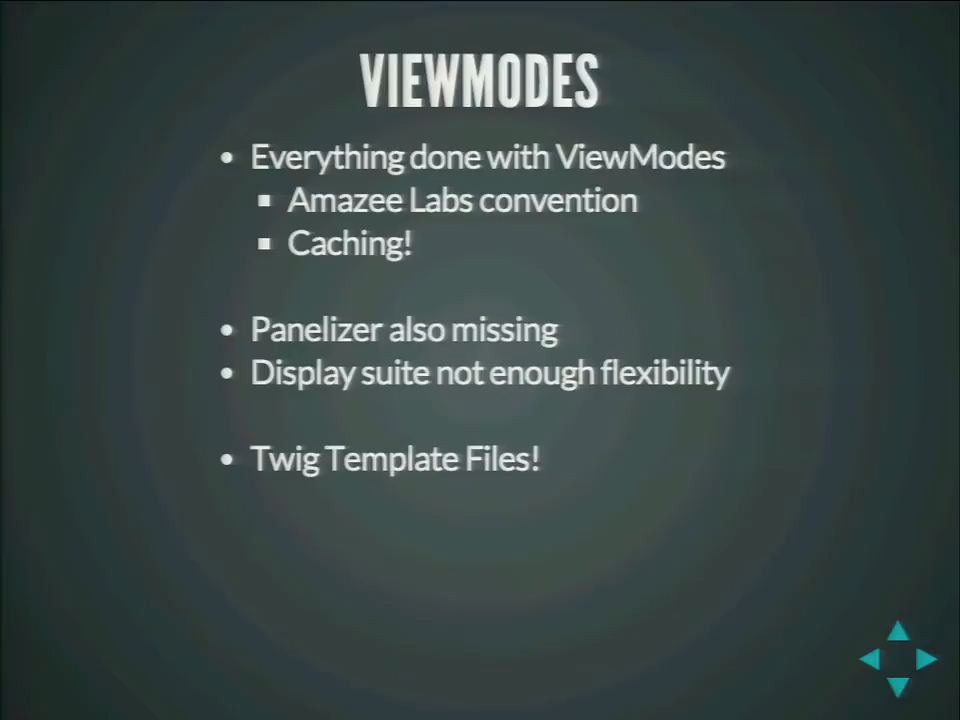 VIEWMODES
Everything done with ViewModes
Amazee Labs convention
Caching!
Panelizer also missing
Display suite not enough flexibility
Twig Template Files!